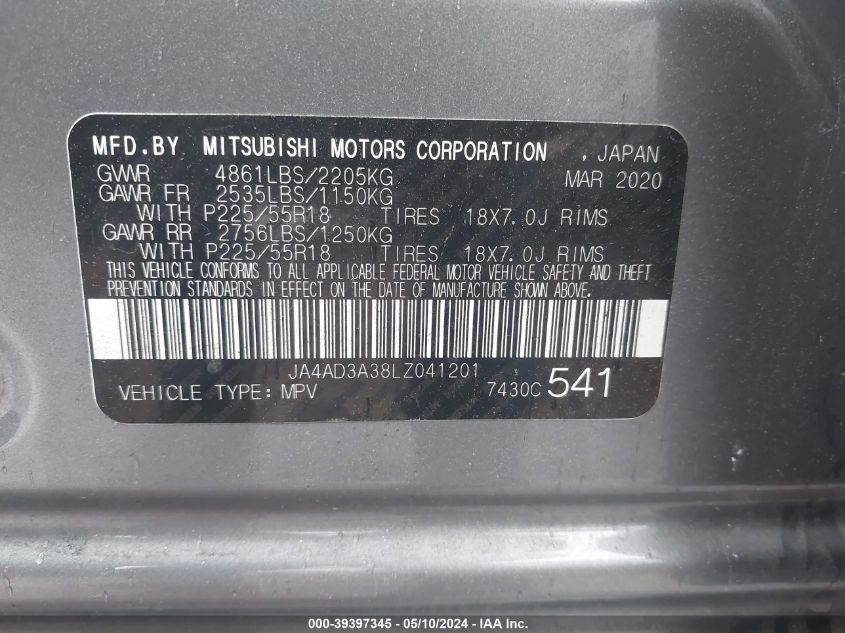 MFD.BY MITSUBISHI MOTORS CORPORATION , JAPAN
GVWR 4861LBS/2205KG MAR 2020
GAWR FR 2535LBS/1150KG
WITH P225/55R18 TIRES 18X7.0J RIMS
GAWR RR 2756LBS/1250KG
WITH P225/55R18 TIRES 18X7.0J RIMS
THIS VEHICLE CONFORMS TO ALL APPLICABLE FEDERAL MOTOR VEHICLE SAFETY AND THEFT
PREVENTION STANDARDS IN EFFECT ON THE DATE OF MANUFACTURE SHOWN ABOVE.
JA4AD3A38LZ041201
VEHICLE TYPE: MPV 7430C 541
000-39397345 - 05/10/2024 - IAA Inc.